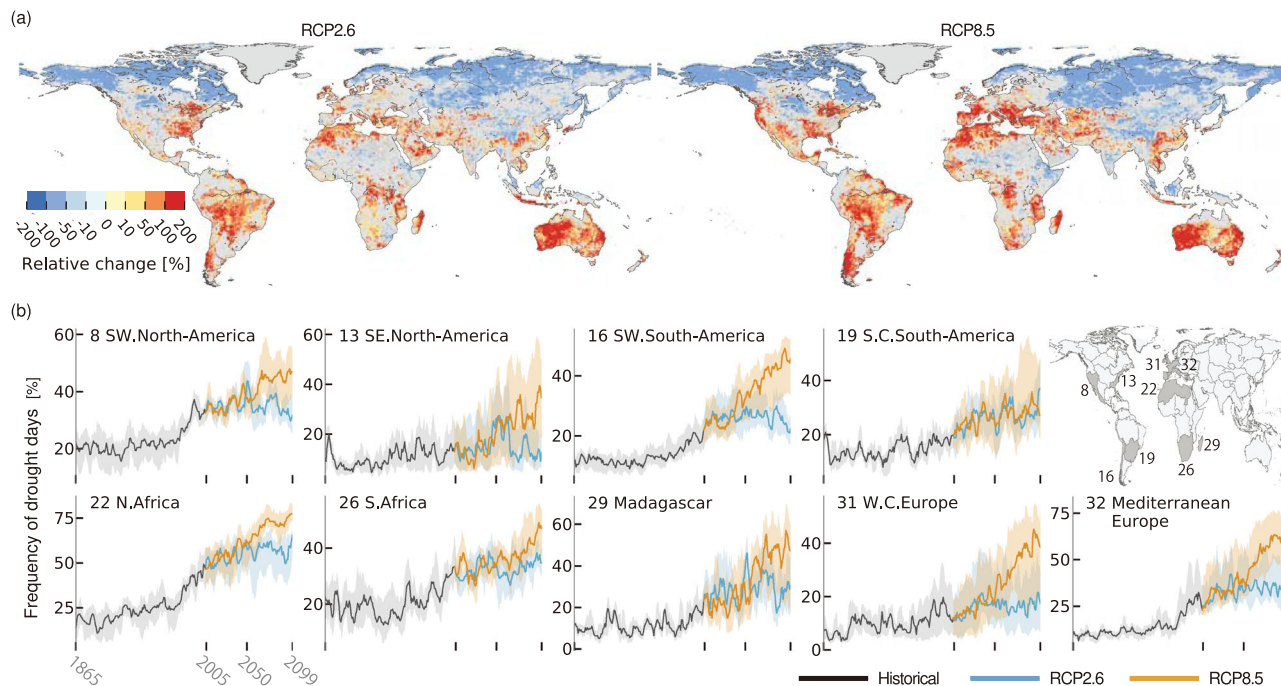 (a)
RCP2.6
RCP8.5
-200
-100
-50
-10
0
10
50
100
200
Relative change [%]
(b)
Frequency of drought days [%]
60
40
20
8 SW.North-America
40
20
13 SE.North-America
60
40
20
16 SW.South-America
40
20
19 S.C.South-America
31
32
8
13
22
19
29
16
26
75
50
25
22 N.Africa
40
20
26 S.Africa
60
40
20
0
29 Madagascar
40
20
0
31 W.C.Europe
75
50
25
32 Mediterranean
Europe
1865
2005
2050
2099
Historical
RCP2.6
RCP8.5